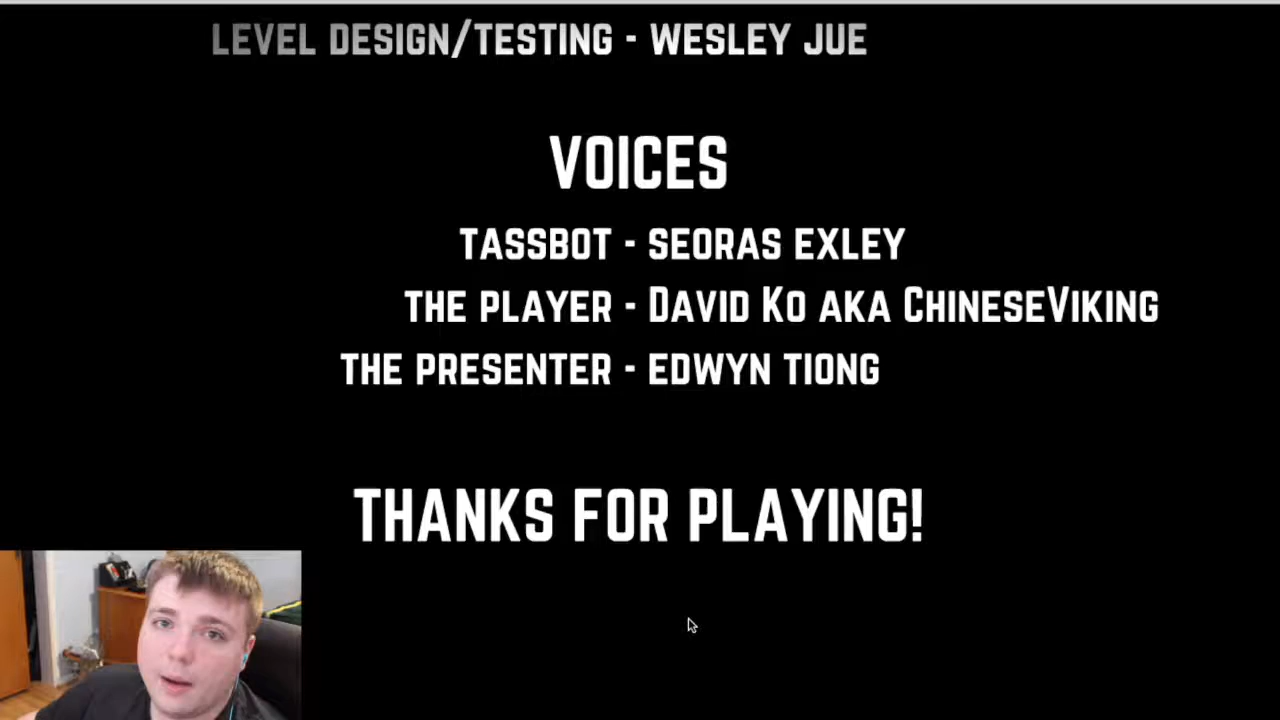 LEVEL DESIGN/TESTING - WESLEY JUE
VOICES
TASSBOT - SEORAS EXLEY
THE PLAYER - DAVID KO AKA CHINESEVIKING
THE PRESENTER - EDWYN TIONG
THANKS FOR PLAYING!